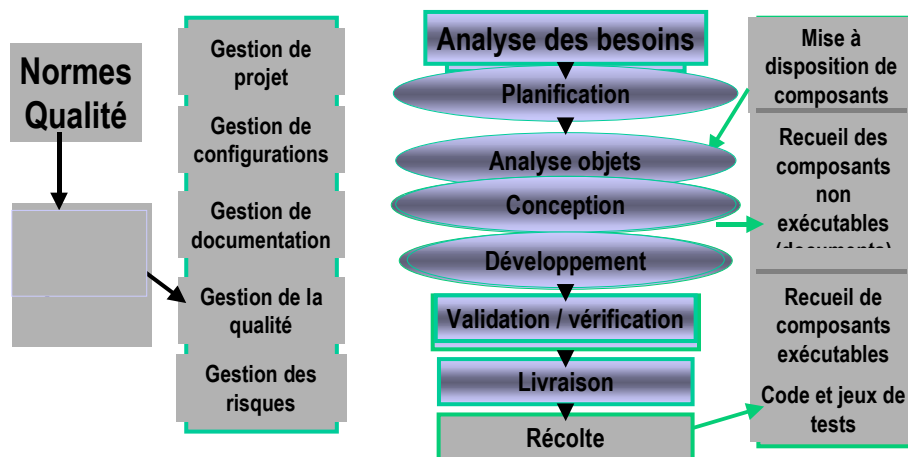 Normes
Qualité
Gestion de
projet
Gestion de
configurations
Gestion de
documentation
Gestion de la
qualité
Gestion des
risques
Analyse des besoins
Planification
Analyse objets
Conception
Développement
Validation / vérification
Livraison
Récolte
Mise à
disposition de
composants
Recueil des
composants
non
exécutables
(documents)
Recueil de
composants
exécutables
Code et jeux de
tests